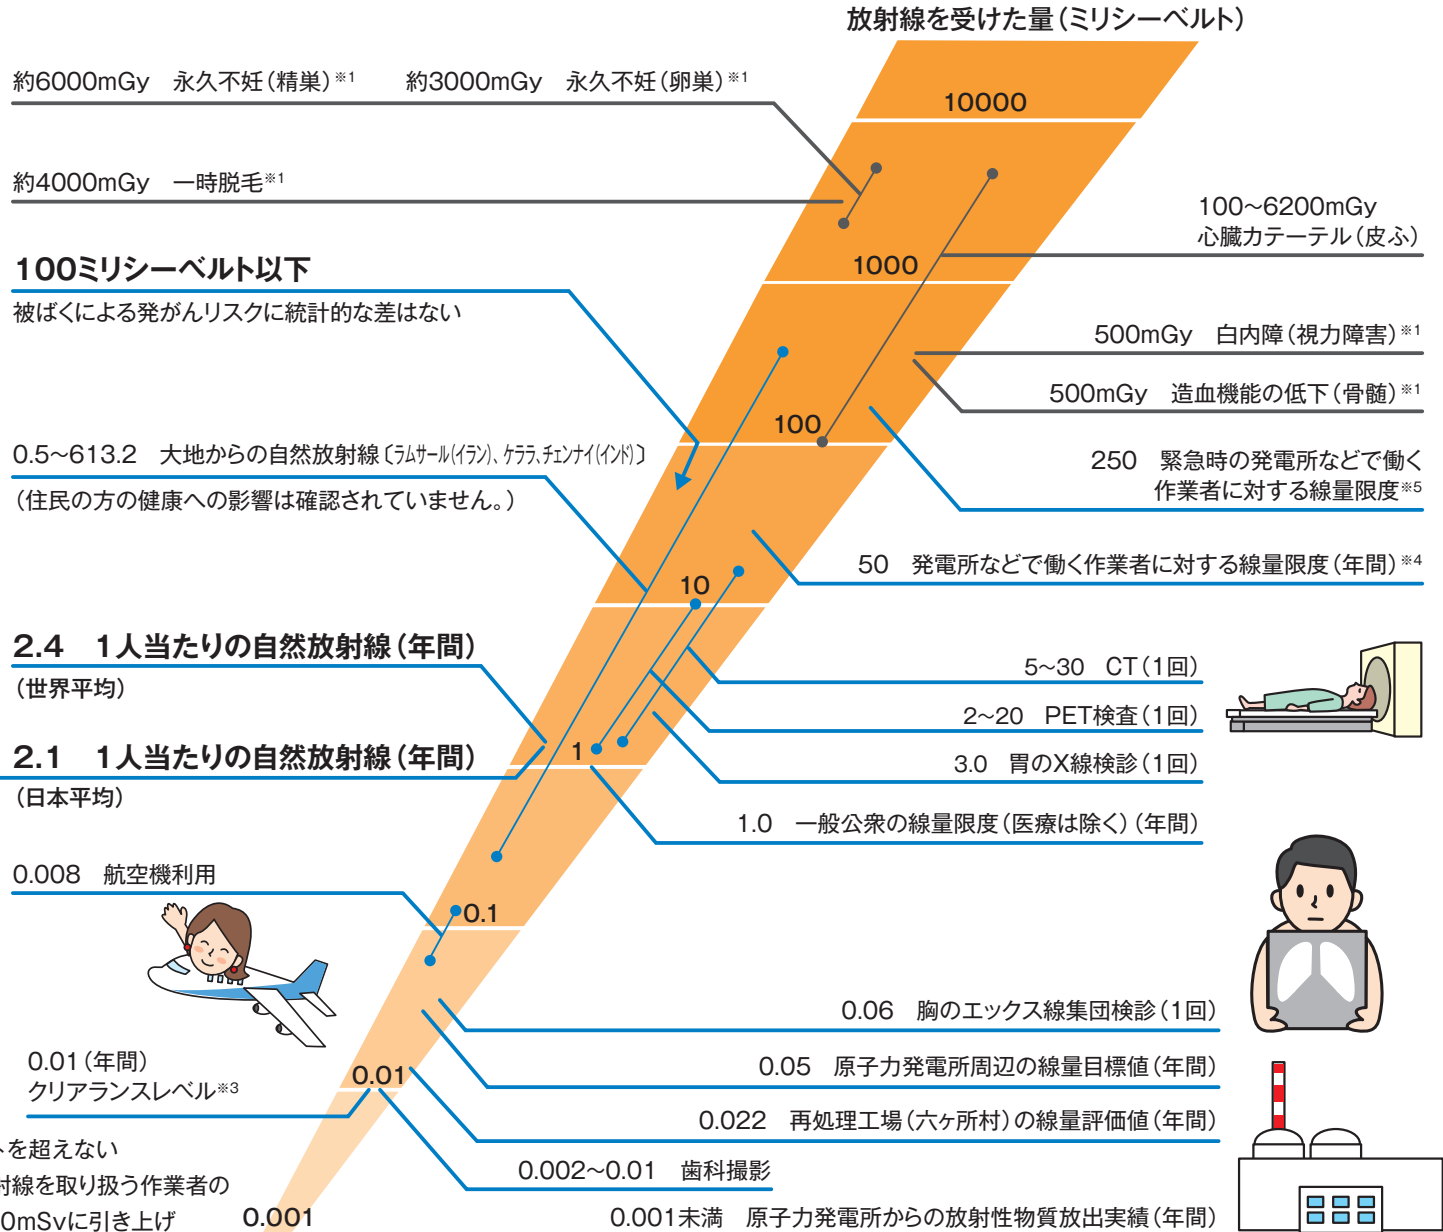 放射線を受けた量(ミリシーベルト)
約6000mGy 永久不妊(精巣)※1 約3000mGy 永久不妊(卵巣)※1
10000
約4000mGy 一時脱毛※1
100~6200mGy
心臓カテーテル(皮ふ)
100ミリシーベルト以下
1000
被ばくによる発がんリスクに統計的な差はない
500mGy 白内障(視力障害)※1
500mGy 造血機能の低下(骨髄)※1
100
0.5~613.2 大地からの自然放射線〔ラムサール(イラン)、ケララ、チェンナイ(インド)〕
(住民の方の健康への影響は確認されていません。)
250 緊急時の発電所などで働く
作業者に対する線量限度※5
50 発電所などで働く作業者に対する線量限度(年間)※4
10
2.4 1人当たりの自然放射線(年間)
(世界平均)
5~30 CT(1回)
2~20 PET検査(1回)
2.1 1人当たりの自然放射線(年間)
(日本平均)
1
3.0 胃のX線検診(1回)
1.0 一般公衆の線量限度(医療は除く)(年間)
0.008 航空機利用
0.1
0.06 胸のエックス線集団検診(1回)
0.05 原子力発電所周辺の線量目標値(年間)
0.01(年間)
クリアランスレベル※3
0.01
0.022 再処理工場(六ヶ所村)の線量評価値(年間)
0.002~0.01 歯科撮影
トを超えない
射線を取り扱う作業者の
0mSvに引き上げ
0.001
0.001未満 原子力発電所からの放射性物質放出実績(年間)